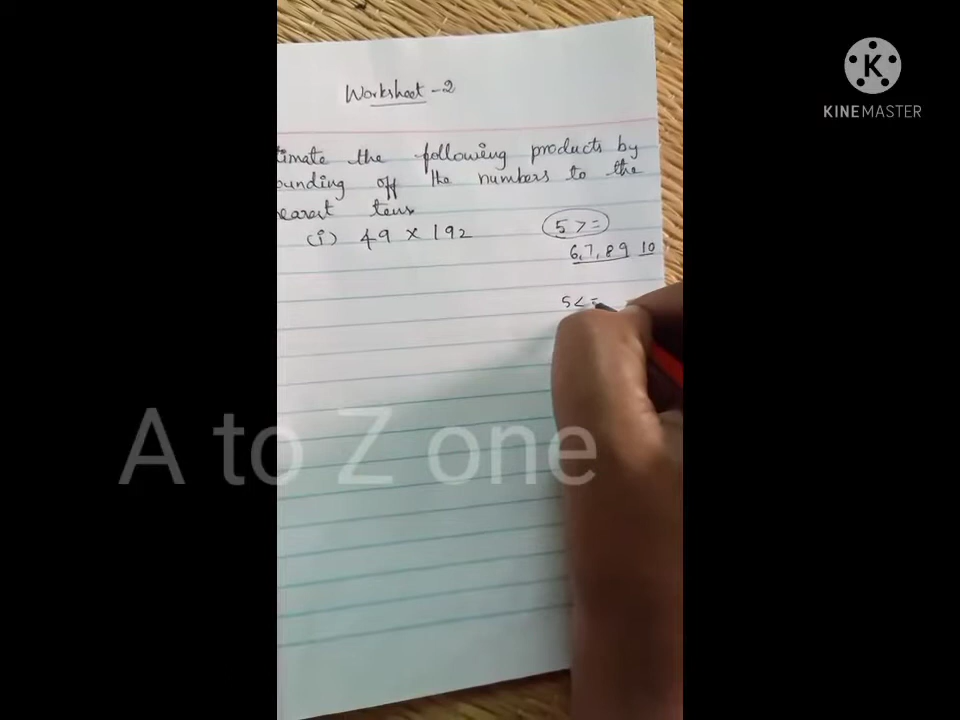 Worksheet - 2
timate the following products by
ounding off the numbers to the
earest tens
(i) 49 × 192
5 > =
6, 7, 8 9 10
5 < =
A to Z one
KINEMASTER